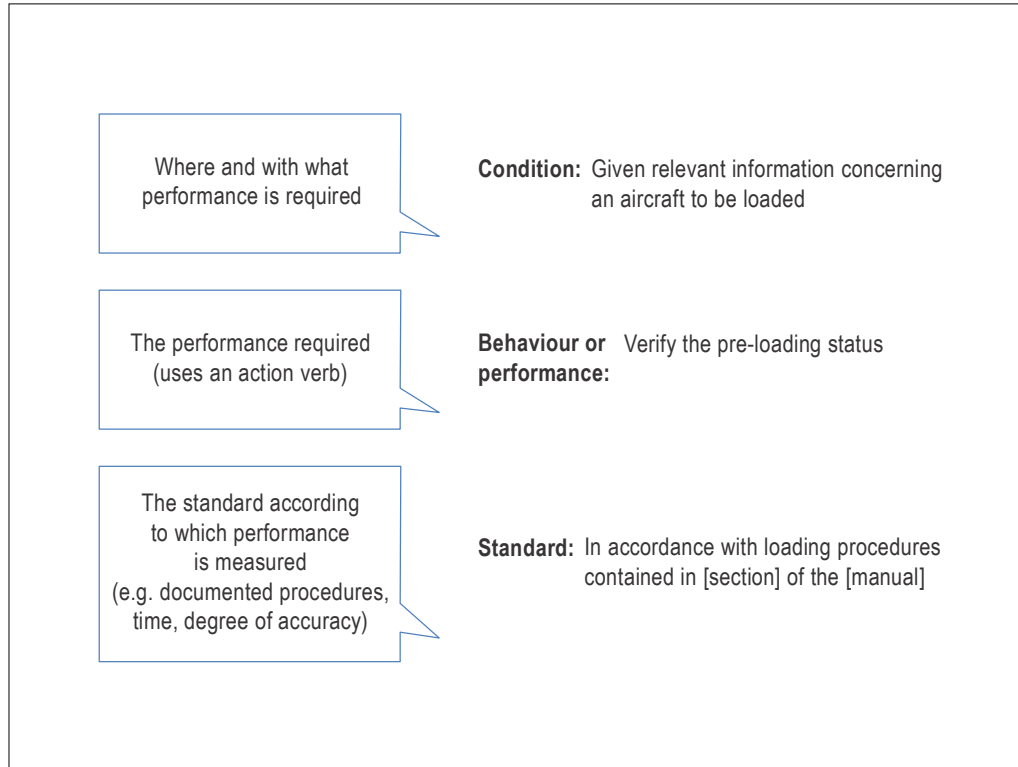 Where and with what
performance is required
Condition: Given relevant information concerning
an aircraft to be loaded
The performance required
(uses an action verb)
Behaviour or Verify the pre-loading status
performance:
The standard according
to which performance
is measured
(e.g. documented procedures,
time, degree of accuracy)
Standard: In accordance with loading procedures
contained in [section] of the [manual]